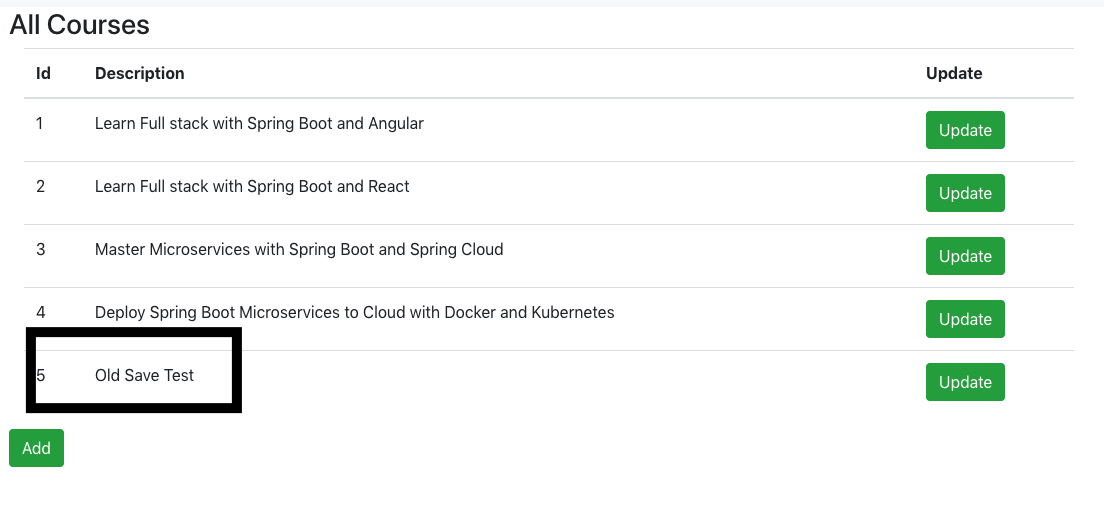 All Courses
Id Description Update
1 Learn Full stack with Spring Boot and Angular Update
2 Learn Full stack with Spring Boot and React Update
3 Master Microservices with Spring Boot and Spring Cloud Update
4 Deploy Spring Boot Microservices to Cloud with Docker and Kubernetes Update
5 Old Save Test Update
Add